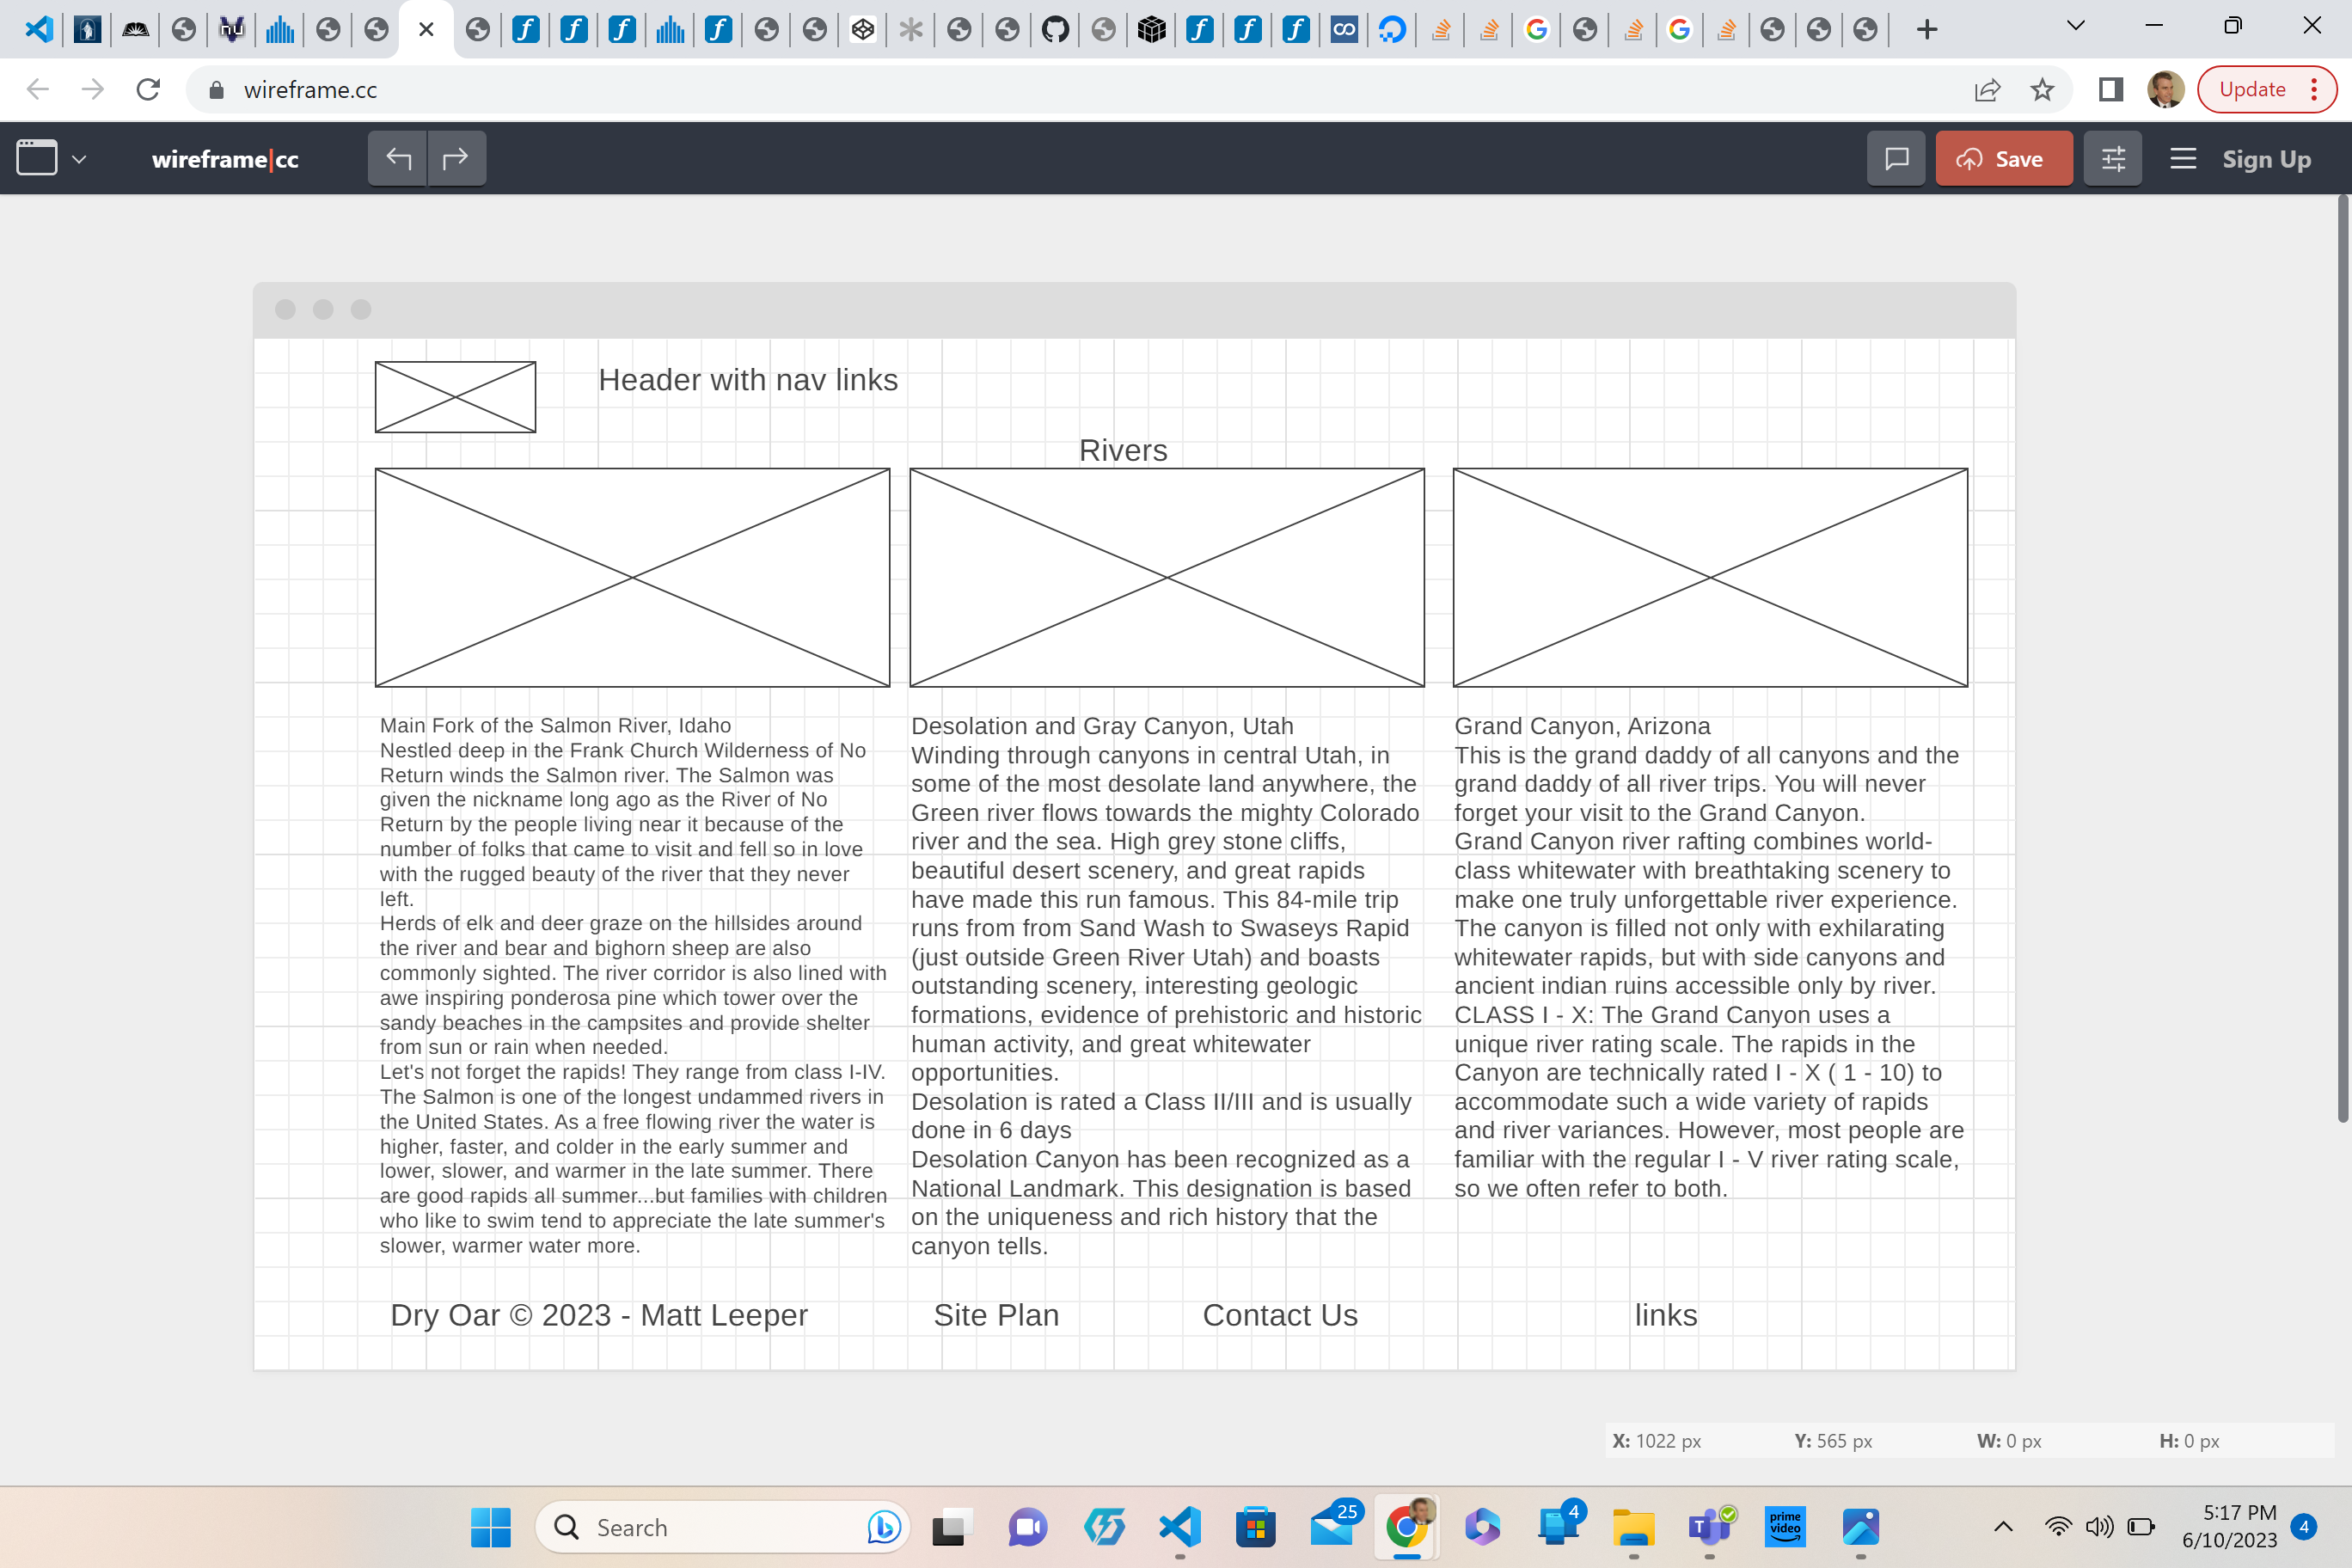 wireframe.cc
Update
wireframe|cc
Save
Sign Up
Header with nav links
Rivers
Main Fork of the Salmon River, Idaho
Nestled deep in the Frank Church Wilderness of No
Return winds the Salmon river. The Salmon was
given the nickname long ago as the River of No
Return by the people living near it because of the
number of folks that came to visit and fell so in love
with the rugged beauty of the river that they never
left.
Herds of elk and deer graze on the hillsides around
the river and bear and bighorn sheep are also
commonly sighted. The river corridor is also lined with
awe inspiring ponderosa pine which tower over the
sandy beaches in the campsites and provide shelter
from sun or rain when needed.
Let's not forget the rapids! They range from class I-IV.
The Salmon is one of the longest undammed rivers in
the United States. As a free flowing river the water is
higher, faster, and colder in the early summer and
lower, slower, and warmer in the late summer. There
are good rapids all summer...but families with children
who like to swim tend to appreciate the late summer's
slower, warmer water more.
Desolation and Gray Canyon, Utah
Winding through canyons in central Utah, in
some of the most desolate land anywhere, the
Green river flows towards the mighty Colorado
river and the sea. High grey stone cliffs,
beautiful desert scenery, and great rapids
have made this run famous. This 84-mile trip
runs from from Sand Wash to Swaseys Rapid
(just outside Green River Utah) and boasts
outstanding scenery, interesting geologic
formations, evidence of prehistoric and historic
human activity, and great whitewater
opportunities.
Desolation is rated a Class II/III and is usually
done in 6 days
Desolation Canyon has been recognized as a
National Landmark. This designation is based
on the uniqueness and rich history that the
canyon tells.
Grand Canyon, Arizona
This is the grand daddy of all canyons and the
grand daddy of all river trips. You will never
forget your visit to the Grand Canyon.
Grand Canyon river rafting combines world-
class whitewater with breathtaking scenery to
make one truly unforgettable river experience.
The canyon is filled not only with exhilarating
whitewater rapids, but with side canyons and
ancient indian ruins accessible only by river.
CLASS I - X: The Grand Canyon uses a
unique river rating scale. The rapids in the
Canyon are technically rated I - X ( 1 - 10) to
accommodate such a wide variety of rapids
and river variances. However, most people are
familiar with the regular I - V river rating scale,
so we often refer to both.
Dry Oar © 2023 - Matt Leeper
Site Plan
Contact Us
links
X: 1022 px
Y: 565 px
W: 0 px
H: 0 px
Search
25
4
prime
video
5:17 PM
6/10/2023
4